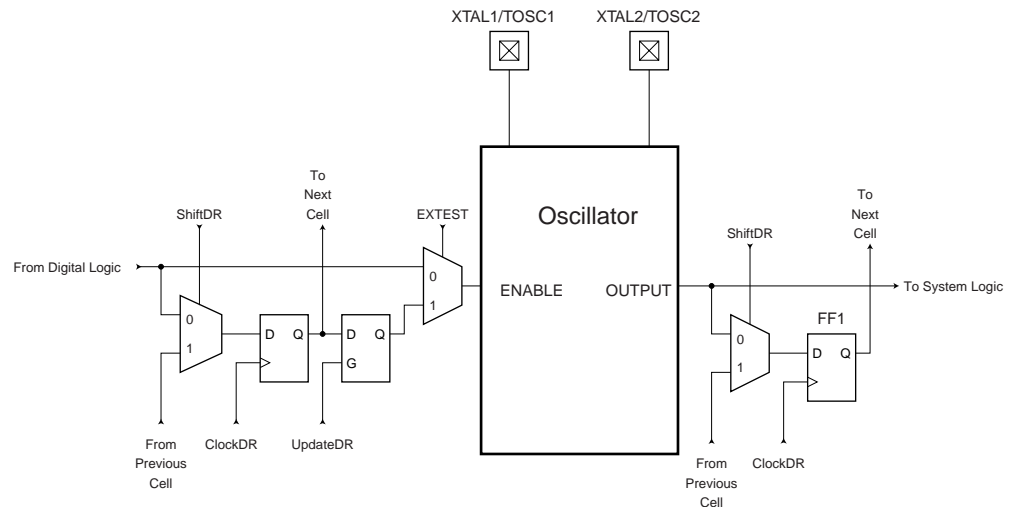 XTAL1/TOSC1
XTAL2/TOSC2
To
Next
Cell
ShiftDR
EXTEST
From Digital Logic
0
1
D Q
D Q
G
0
1
From
Previous
Cell
ClockDR
UpdateDR
Oscillator
ENABLE
OUTPUT
To
Next
Cell
ShiftDR
To System Logic
FF1
0
1
D Q
From
Previous
Cell
ClockDR